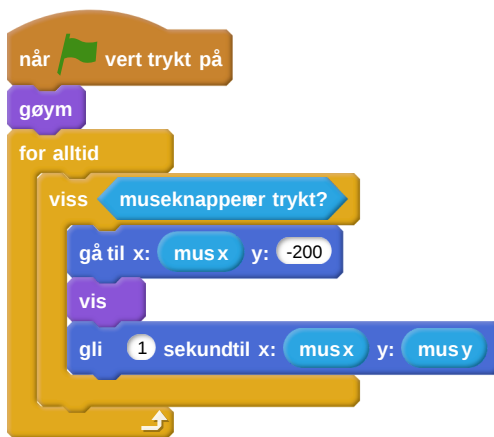 når vert trykt på
gøym
for alltid
viss museknappen er trykt?
gå til x: mus x y: -200
vis
gli 1 sekund til x: mus x y: mus y